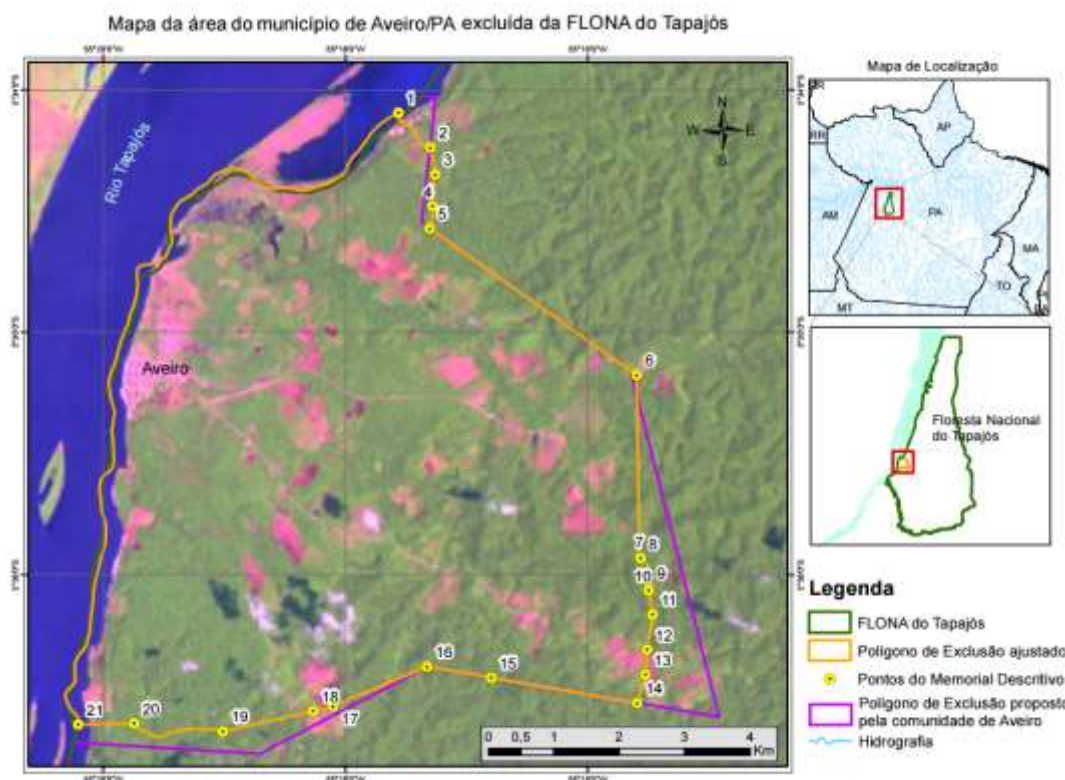 Mapa da área do município de Aveiro/PA excluída da FLONA do Tapajós
Rio Tapajós
Aveiro
N
W E
S
1
2
3
4
5
6
7
8
9
10
11
12
13
14
15
16
17
18
19
20
21
0 0,5 1 2 3 4
Km
Mapa de Localização
RR
AP
AM
PA
MA
TO
MT
Floresta Nacional
do Tapajós
Legenda
FLONA do Tapajós
Polígono de Exclusão ajustado
Pontos do Memorial Descritivo
Polígono de Exclusão proposto
pela comunidade de Aveiro
Hidrografia